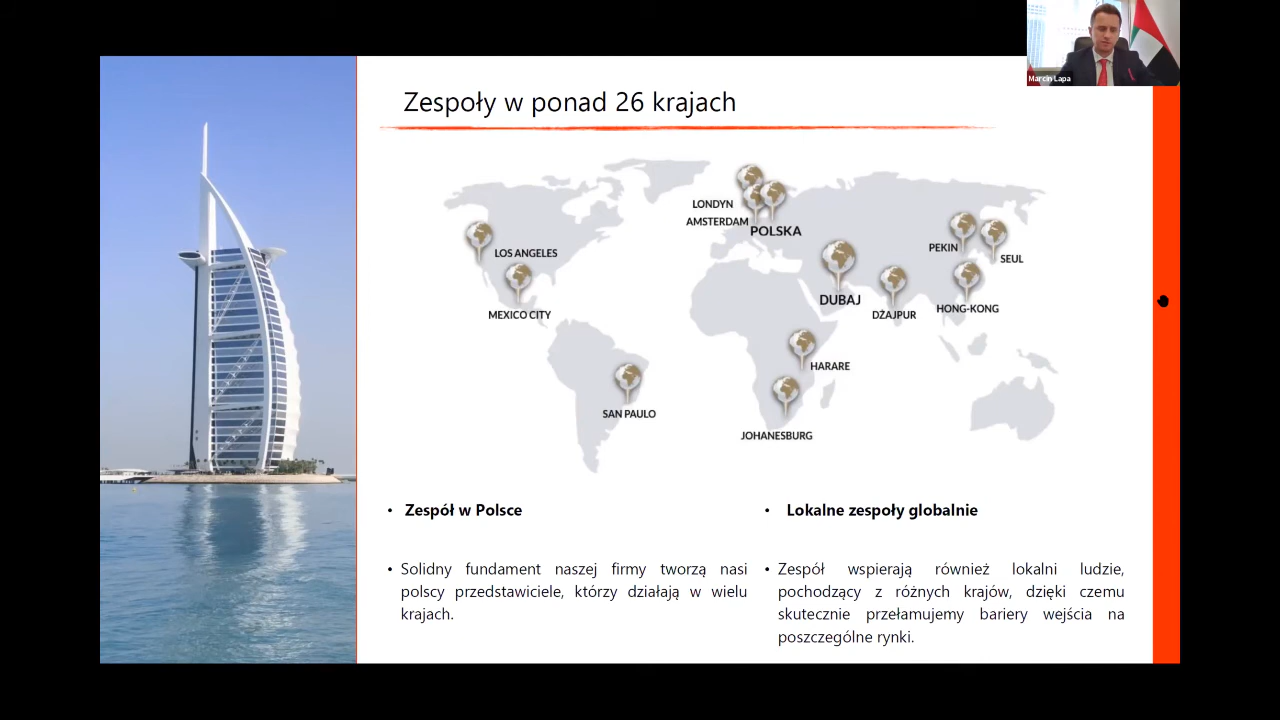 Marcin Lapa
Zespoły w ponad 26 krajach
LONDYN
AMSTERDAM
POLSKA
LOS ANGELES
PEKIN
SEUL
DUBAJ
DŻAJPUR
HONG-KONG
MEXICO CITY
HARARE
SAN PAULO
JOHANESBURG
• Zespół w Polsce
• Solidny fundament naszej firmy tworzą nasi
polscy przedstawiciele, którzy działają w wielu
krajach.
• Lokalne zespoły globalnie
• Zespół wspierają również lokalni ludzie,
pochodzący z różnych krajów, dzięki czemu
skutecznie przełamujemy bariery wejścia na
poszczególne rynki.